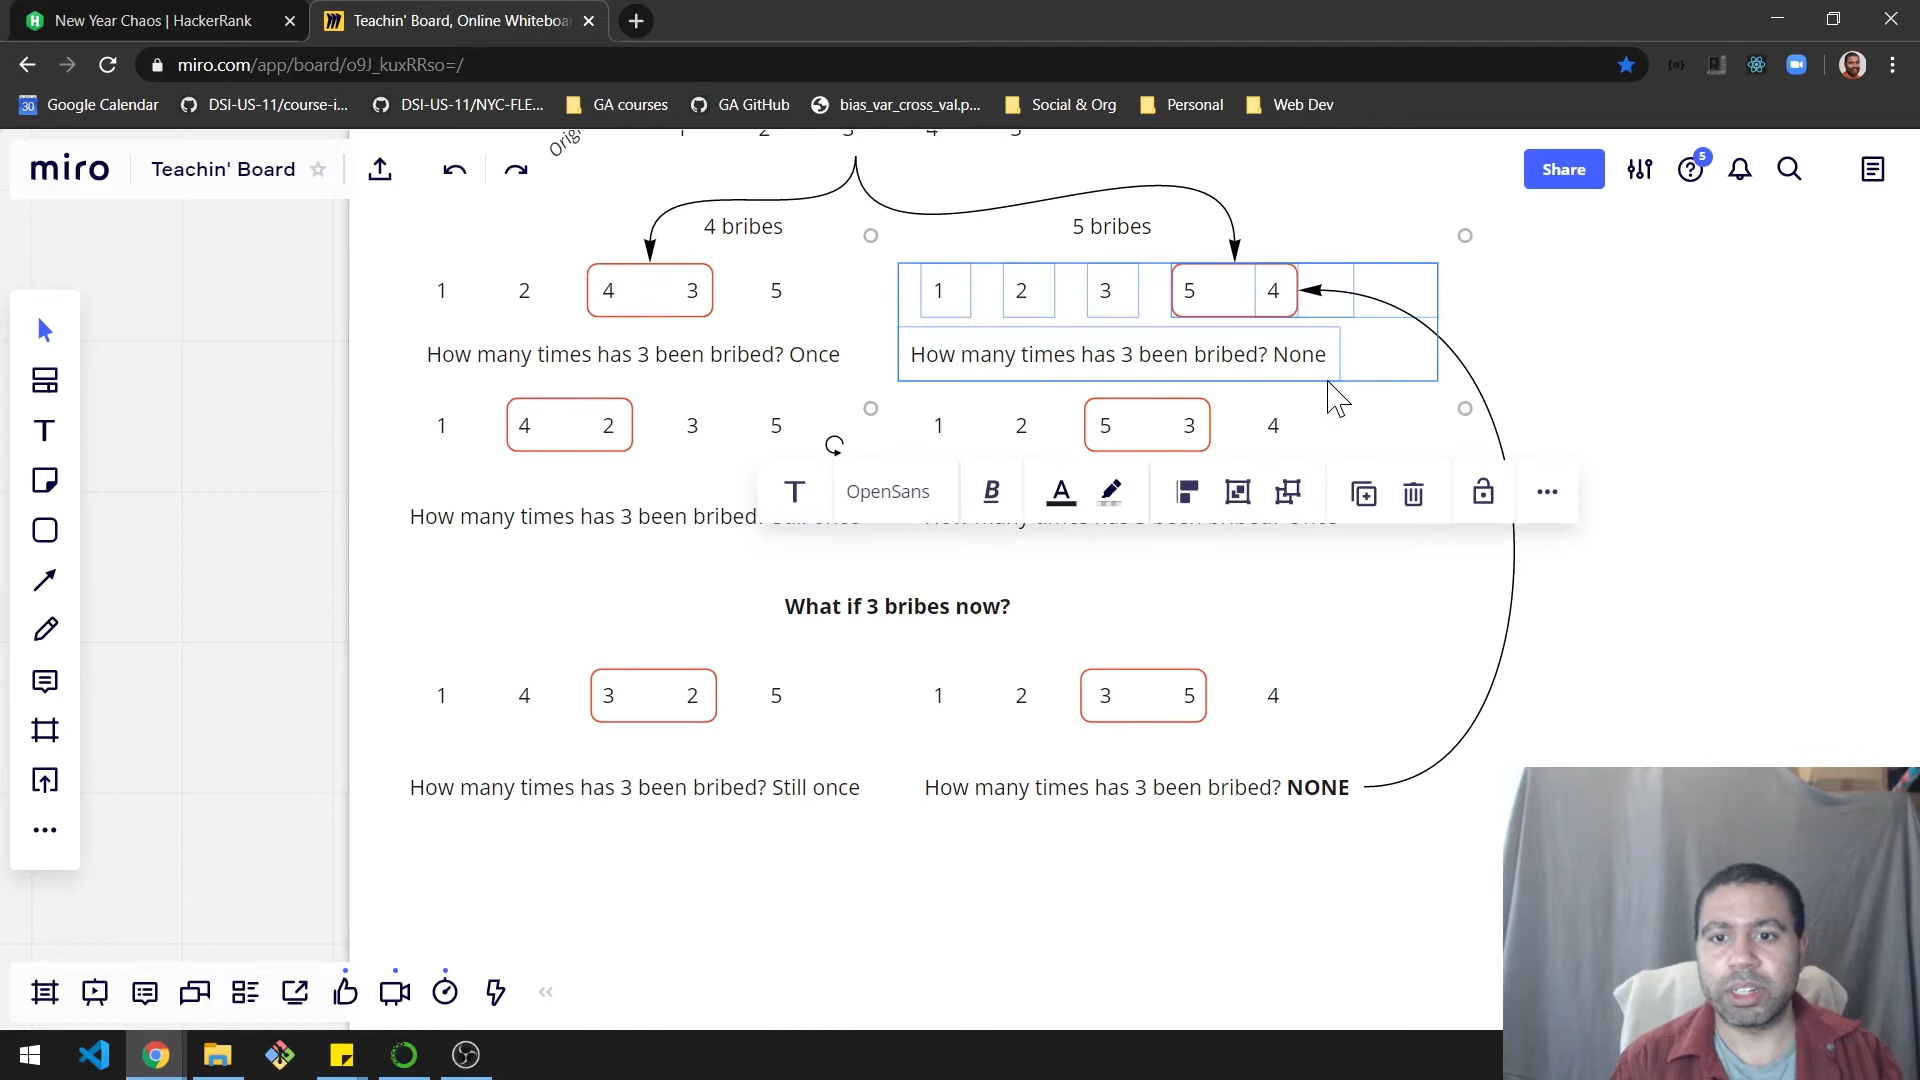 New Year Chaos | HackerRank
Teachin' Board, Online Whiteboa
miro.com/app/board/o9J_kuxRRso=/
30 Google Calendar DSI-US-11/course-i... DSI-US-11/NYC-FLE... GA courses GA GitHub bias_var_cross_val.p... Social & Org Personal Web Dev
miro Teachin' Board
Share
5
4 bribes 5 bribes
1 2 4 3 5 1 2 3 5 4
How many times has 3 been bribed? Once How many times has 3 been bribed? None
1 4 2 3 5 1 2 5 3 4
OpenSans B A
How many times has 3 been bribed
What if 3 bribes now?
1 4 3 2 5 1 2 3 5 4
How many times has 3 been bribed? Still once How many times has 3 been bribed? NONE